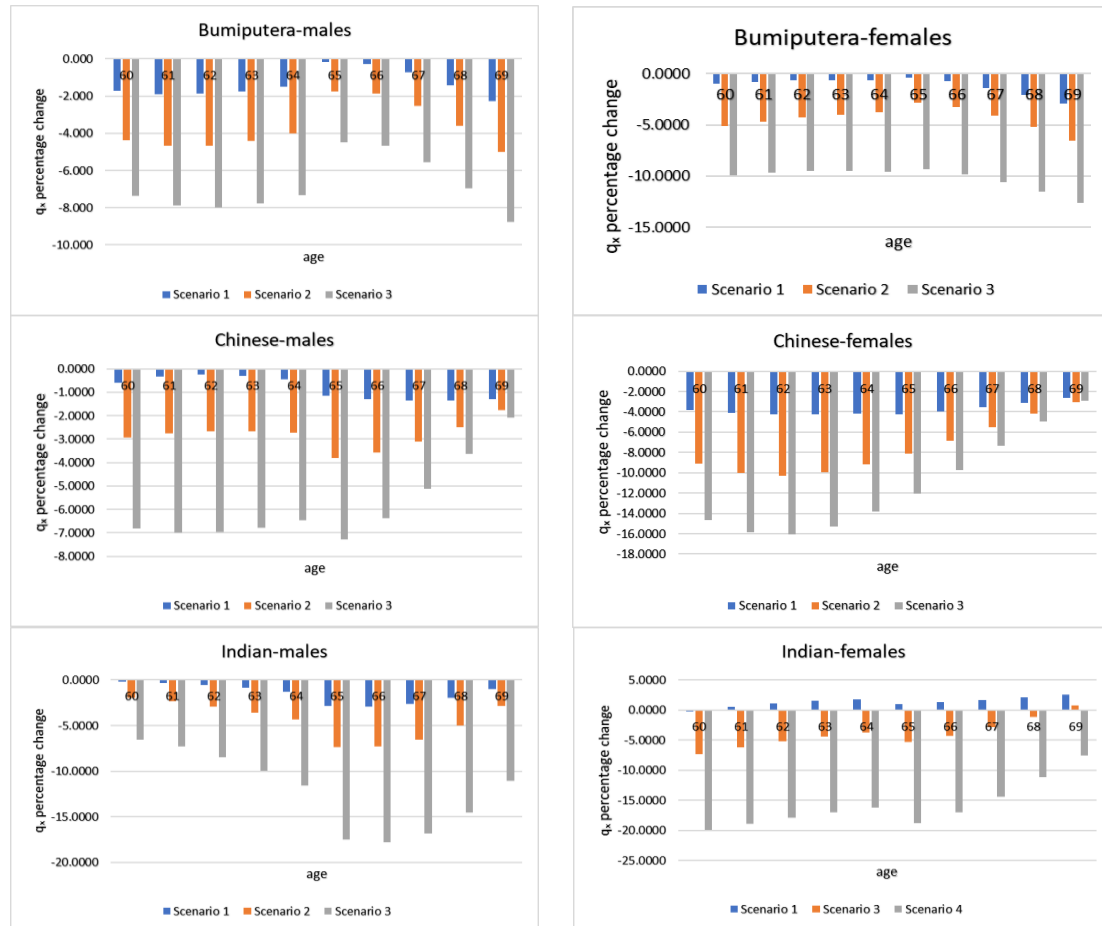 Bumiputera-males
0.000
-2.000
-4.000
-6.000
-8.000
-10.000
qx percentage change
60 61 62 63 64 65 66 67 68 69
age
Scenario 1 Scenario 2 Scenario 3
Bumiputera-females
0.0000
-5.0000
-10.0000
-15.0000
qx percentage change
60 61 62 63 64 65 66 67 68 69
age
Scenario 1 Scenario 2 Scenario 3
Chinese-males
0.0000
-1.0000
-2.0000
-3.0000
-4.0000
-5.0000
-6.0000
-7.0000
-8.0000
qx percentage change
60 61 62 63 64 65 66 67 68 69
age
Scenario 1 Scenario 2 Scenario 3
Chinese-females
0.0000
-2.0000
-4.0000
-6.0000
-8.0000
-10.0000
-12.0000
-14.0000
-16.0000
-18.0000
qx percentage change
60 61 62 63 64 65 66 67 68 69
age
Scenario 1 Scenario 2 Scenario 3
Indian-males
0.0000
-5.0000
-10.0000
-15.0000
-20.0000
qx percentage change
60 61 62 63 64 65 66 67 68 69
age
Scenario 1 Scenario 2 Scenario 3
Indian-females
5.0000
0.0000
-5.0000
-10.0000
-15.0000
-20.0000
-25.0000
qx percentage change
60 61 62 63 64 65 66 67 68 69
age
Scenario 1 Scenario 3 Scenario 4